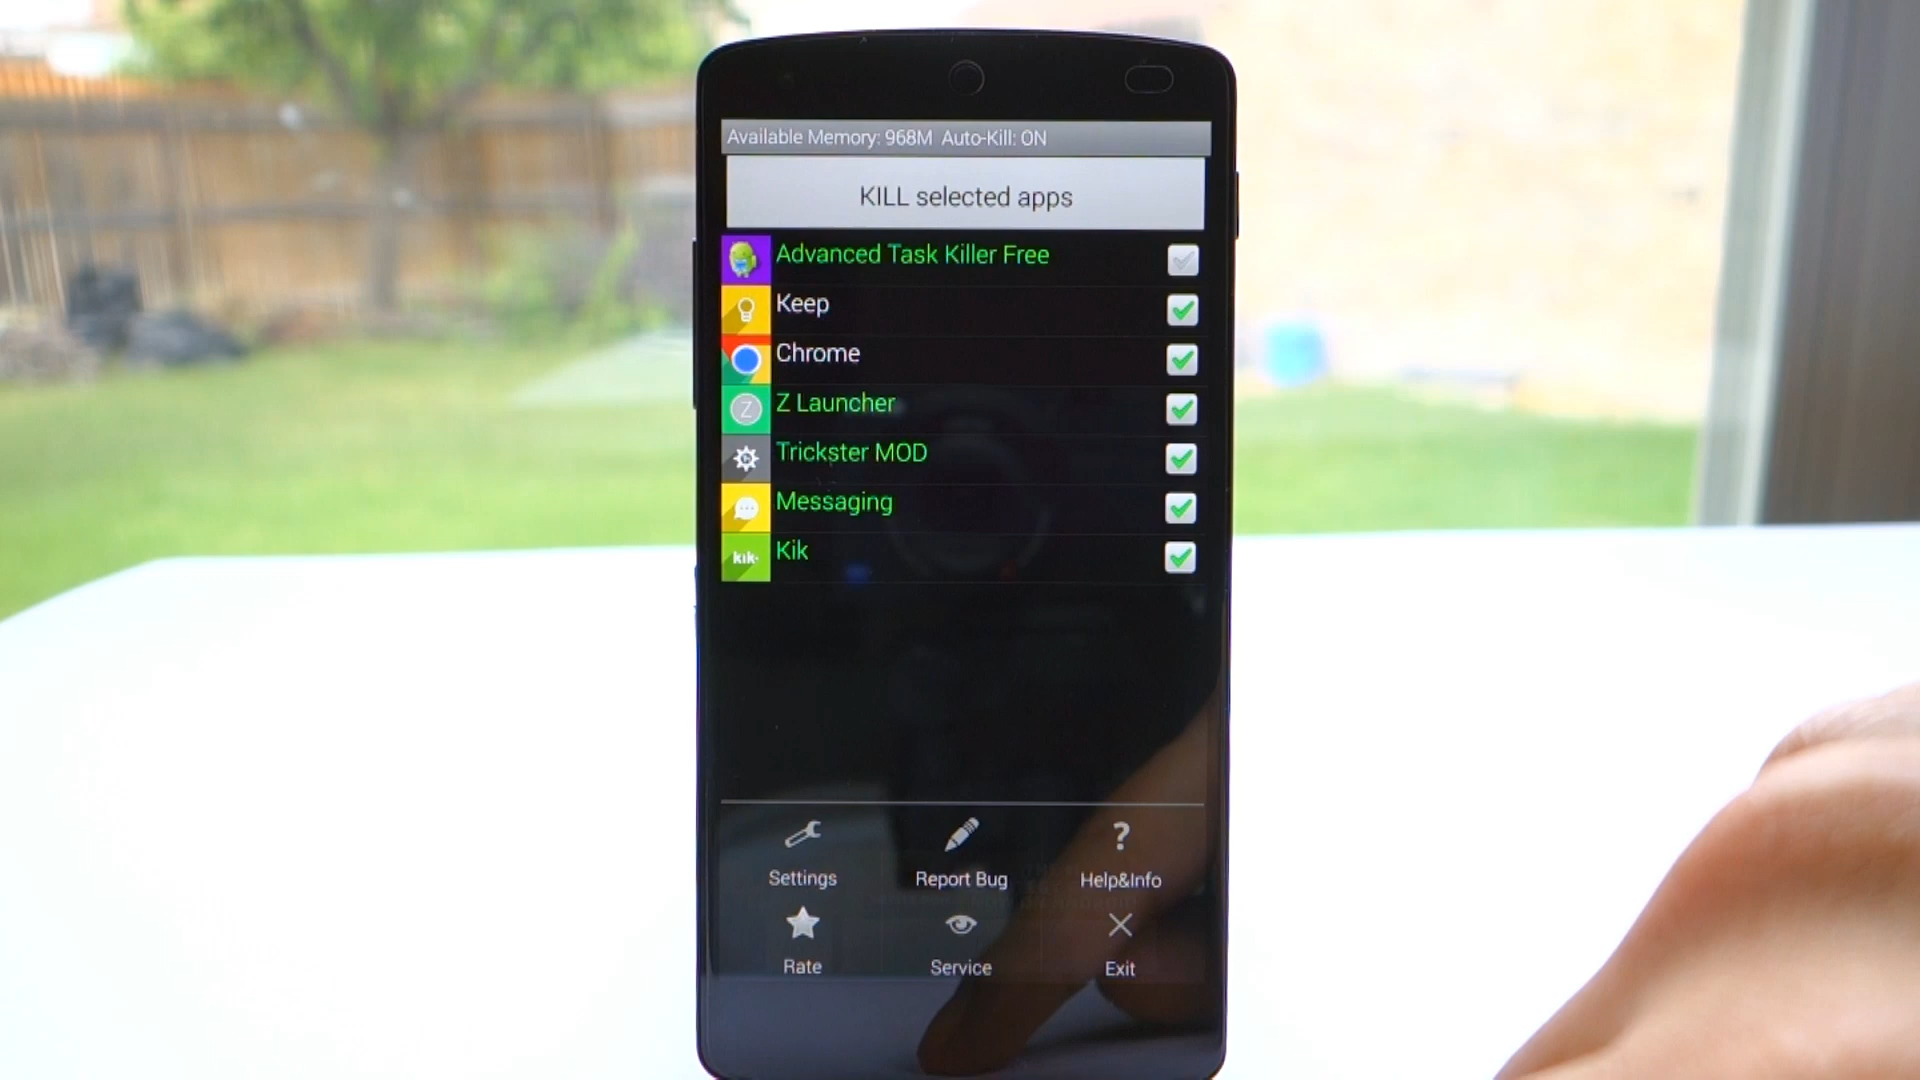 Available Memory: 968M Auto-Kill: ON
KILL selected apps
Advanced Task Killer Free
Keep
Chrome
Z
Z Launcher
Trickster MOD
Messaging
kik·
Kik
Settings
Report Bug
?
Help&Info
Rate
Service
Exit